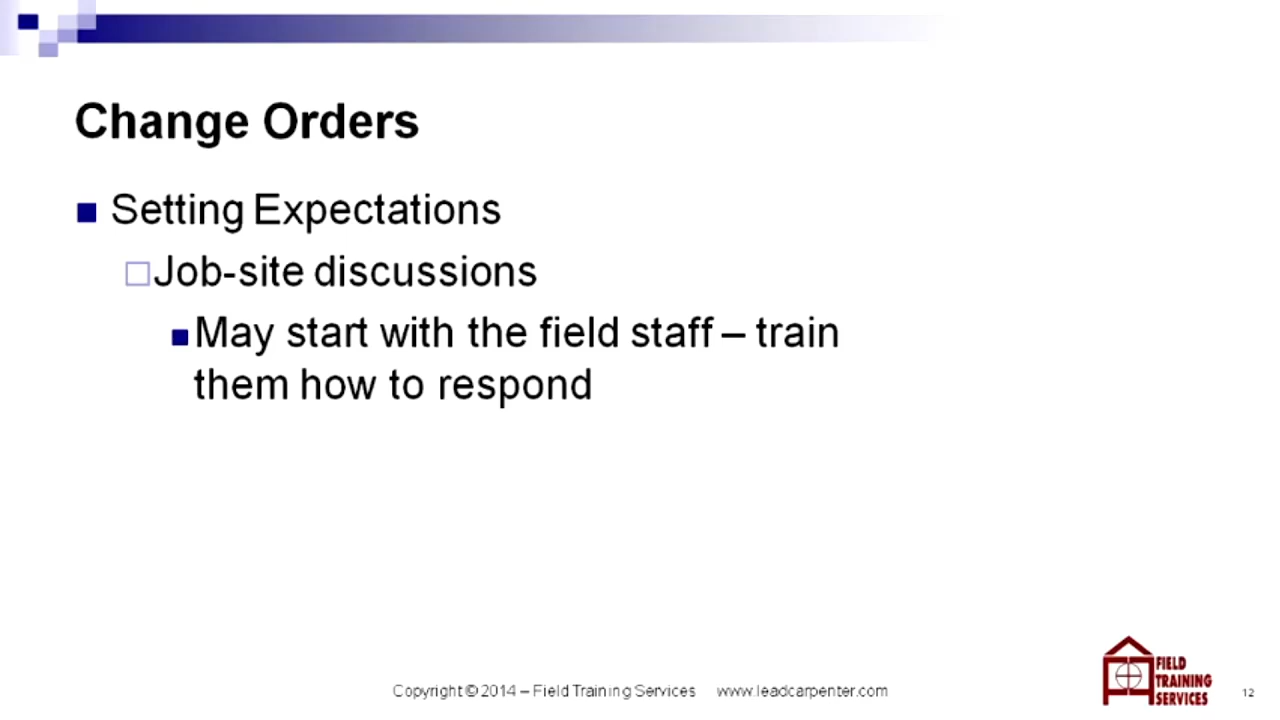 Change Orders
Setting Expectations
Job-site discussions
May start with the field staff – train
them how to respond
FIELD
TRAINING
SERVICES
Copyright © 2014 – Field Training Services www.leadcarpenter.com
12